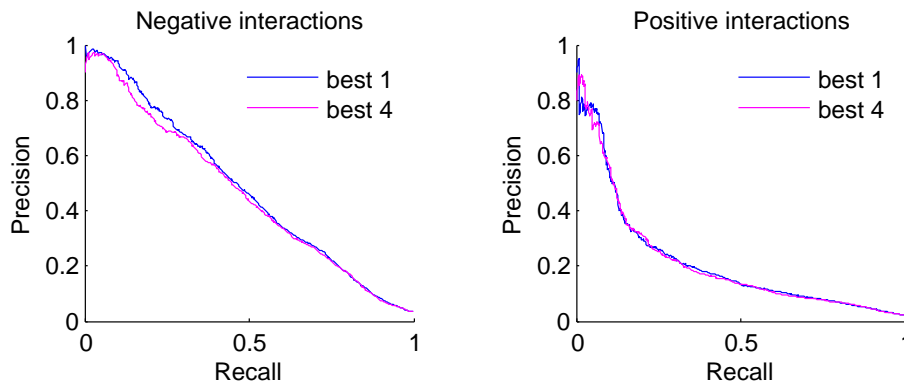 Negative interactions
1
0.8
0.6
0.4
0.2
0
Precision
best 1
best 4
0
0.5
1
Recall
Positive interactions
1
0.8
0.6
0.4
0.2
0
Precision
best 1
best 4
0
0.5
1
Recall